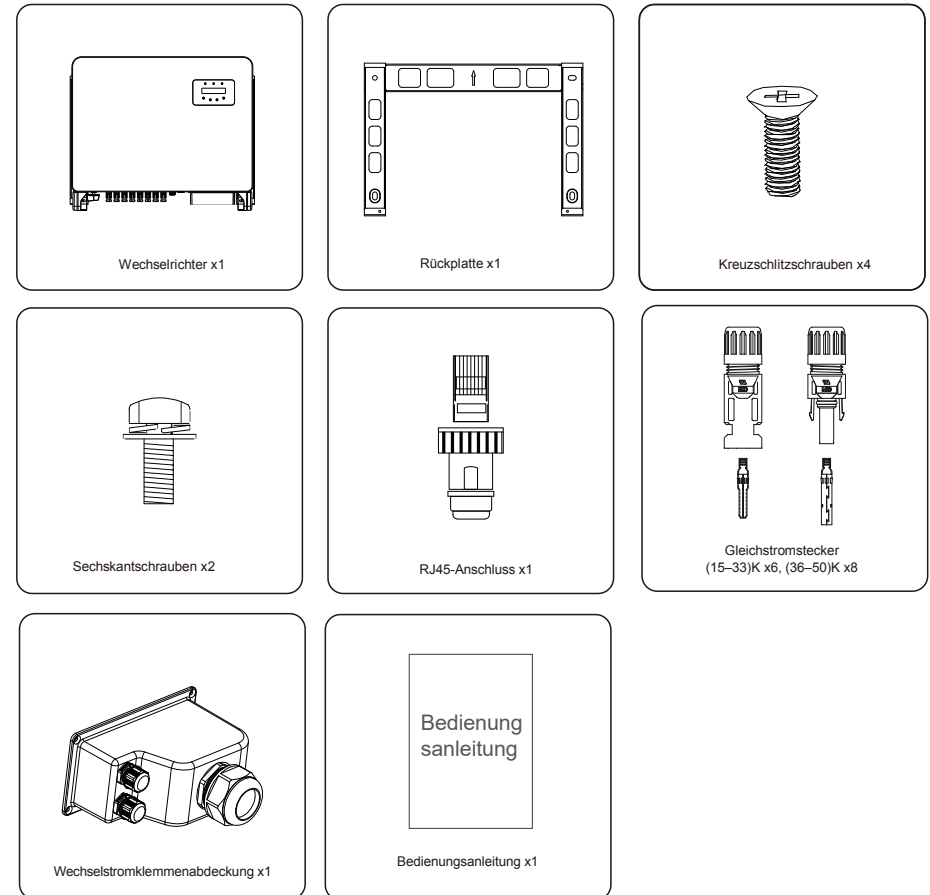 Wechselrichter x1
Rückplatte x1
Kreuzschlitzschrauben x4
Sechskantschrauben x2
RJ45-Anschluss x1
Gleichstromstecker
(15–33)K x6, (36–50)K x8
Wechselstromklemmenabdeckung x1
Bedienung
sanleitung
Bedienungsanleitung x1